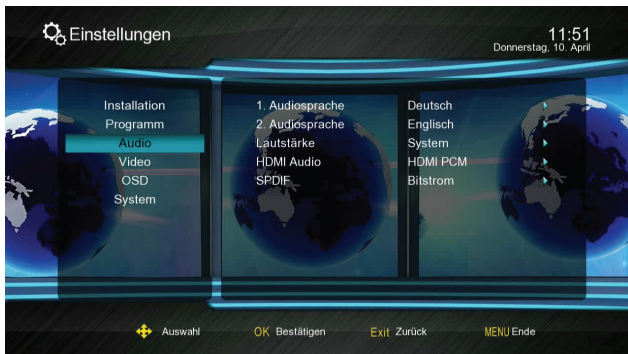 Einstellungen
11:51
Donnerstag, 10. April
Installation
Programm
Audio
Video
OSD
System
1. Audiosprache Deutsch
2. Audiosprache Englisch
Lautstärke System
HDMI Audio HDMI PCM
SPDIF Bitstrom
Auswahl OK Bestätigen Exit Zurück MENU Ende